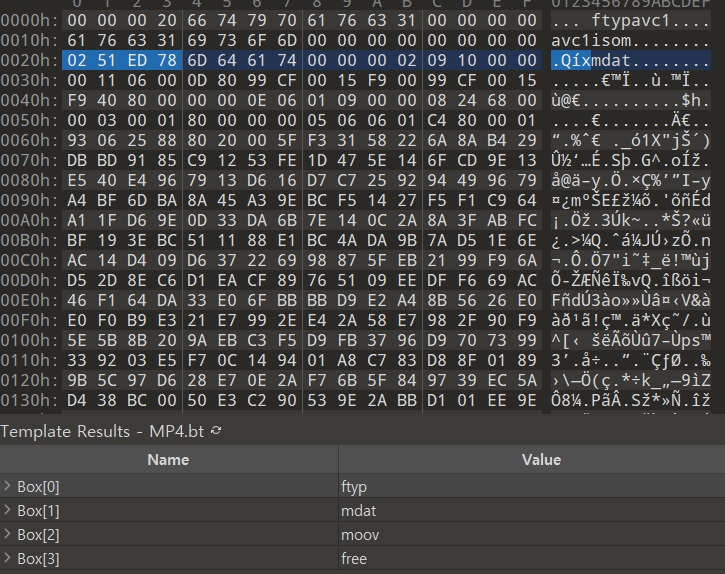 0 1 2 3 4 5 6 7 8 9 A B C D E F 0123456789ABCDEF
0000h: 00 00 00 20 66 74 79 70 61 76 63 31 00 00 00 00 ... ftypavc1....
0010h: 61 76 63 31 69 73 6F 6D 00 00 00 00 00 00 00 00 avc1isom........
0020h: 02 51 ED 78 6D 64 61 74 00 00 00 02 09 10 00 00 .Qíxmdat........
0030h: 00 11 06 00 0D 80 99 CF 00 15 F9 01 99 CF 00 15 .....€™Ï..ù.™Ï..
0040h: F9 40 80 00 00 00 0E 06 01 09 00 00 08 24 68 00 ù@€..........$h.
0050h: 00 03 00 01 80 00 00 00 05 06 06 01 C4 80 00 01 ....€.......Ä€..
0060h: 93 06 25 88 80 20 00 5F F3 31 58 22 6A 8A B4 29 “.%ˆ€ ._ó1X"jŠ´)
0070h: DB BD 91 85 C9 12 53 FE 1D 47 5E 14 6F CD 9E 13 Û½‘…É.Sþ.G^.oÍž.
0080h: E5 40 E4 96 79 13 D6 16 D7 C7 25 92 94 49 96 79 å@ä–y.Ö.×Ç%’”I–y
0090h: A4 BF 6D BA 8A 45 A3 9E BC F5 14 27 F5 F1 C9 64 ¤¿mºŠE£ž¼õ.'õñÉd
00A0h: A1 1F D6 9E 0D 33 DA 6B 7E 14 0C 2A 8A 3F AB FC ¡.Öž.3Úk~..*Š?«ü
00B0h: BF 19 3E BC 51 11 88 E1 BC 4A DA 9B 7A D5 1E 6E ¿.>¼Q.ˆá¼JÚ›zÕ.n
00C0h: AC 14 D4 09 D6 37 22 69 98 87 5F EB 21 99 F9 6A ¬.Ô.Ö7"i˜‡_ë!™ùj
00D0h: D5 2D 8E C6 D1 EA CF 89 76 51 09 EE DF F6 69 AC Õ-ŽÆÑêÏ‰vQ.îßöi¬
00E0h: 46 F1 64 DA 33 E0 6F BB BB BB D9 E2 A4 8B 56 26 E0
00F0h: E0 F0 B9 E3 21 E7 99 2E E4 2A 58 E7 98 2F 90 F9 àð¹ã!ç™.ä*Xç˜/.ù
0100h: 5E 5B 8B 20 9A EB C3 F5 D9 FB 37 96 D9 70 73 99 ^[‹ šëÃõÙû7–Ùps™
0110h: 33 92 03 E5 F7 0C 14 94 01 A8 C7 83 D8 8F 01 89 3’.å÷..”.¨ÇƒØ..‰
0120h: 9B 5C 97 D6 28 E7 0E 2A F7 6B 5F 84 97 39 EC 5A ›\—Ö(ç.*÷k_„—9ìZ
0130h: D4 38 BC 00 50 E3 C2 90 53 9E 2A BB D1 01 EE 9E Ô8¼.PãÂ.Sž*»Ñ.îž
Template Results - MP4.bt
Name Value
Box[0] ftyp
Box[1] mdat
Box[2] moov
Box[3] free